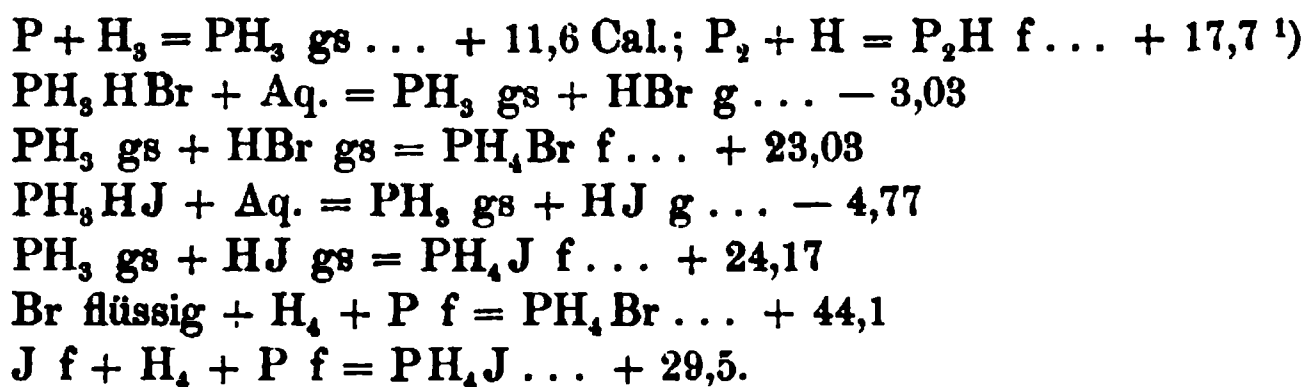 P + H₃ = PH₃ gs ... + 11,6 Cal.; P₂ + H = P₂H f ... + 17,7 ¹)
PH₃HBr + Aq. = PH₃ gs + HBr g ... − 3,03
PH₃ gs + HBr gs = PH₄Br f ... + 23,03
PH₃HJ + Aq. = PH₃ gs + HJ g ... − 4,77
PH₃ gs + HJ gs = PH₄J f ... + 24,17
Br flüssig + H₄ + P f = PH₄Br ... + 44,1
J f + H₄ + P f = PH₄J ... + 29,5.